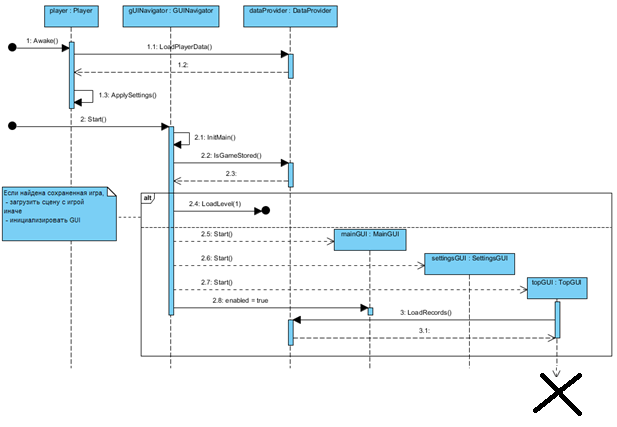 player : Player
gUINavigator : GUINavigator
dataProvider : DataProvider
1: Awake()
1.1: LoadPlayerData()
1.2:
1.3: ApplySettings()
2: Start()
2.1: InitMain()
2.2: IsGameStored()
2.3:
Если найдена сохраненная игра,
- загрузить сцену с игрой
иначе
- инициализировать GUI
alt
2.4: LoadLevel(1)
2.5: Start()
mainGUI : MainGUI
2.6: Start()
settingsGUI : SettingsGUI
2.7: Start()
topGUI : TopGUI
2.8: enabled = true
3: LoadRecords()
3.1: